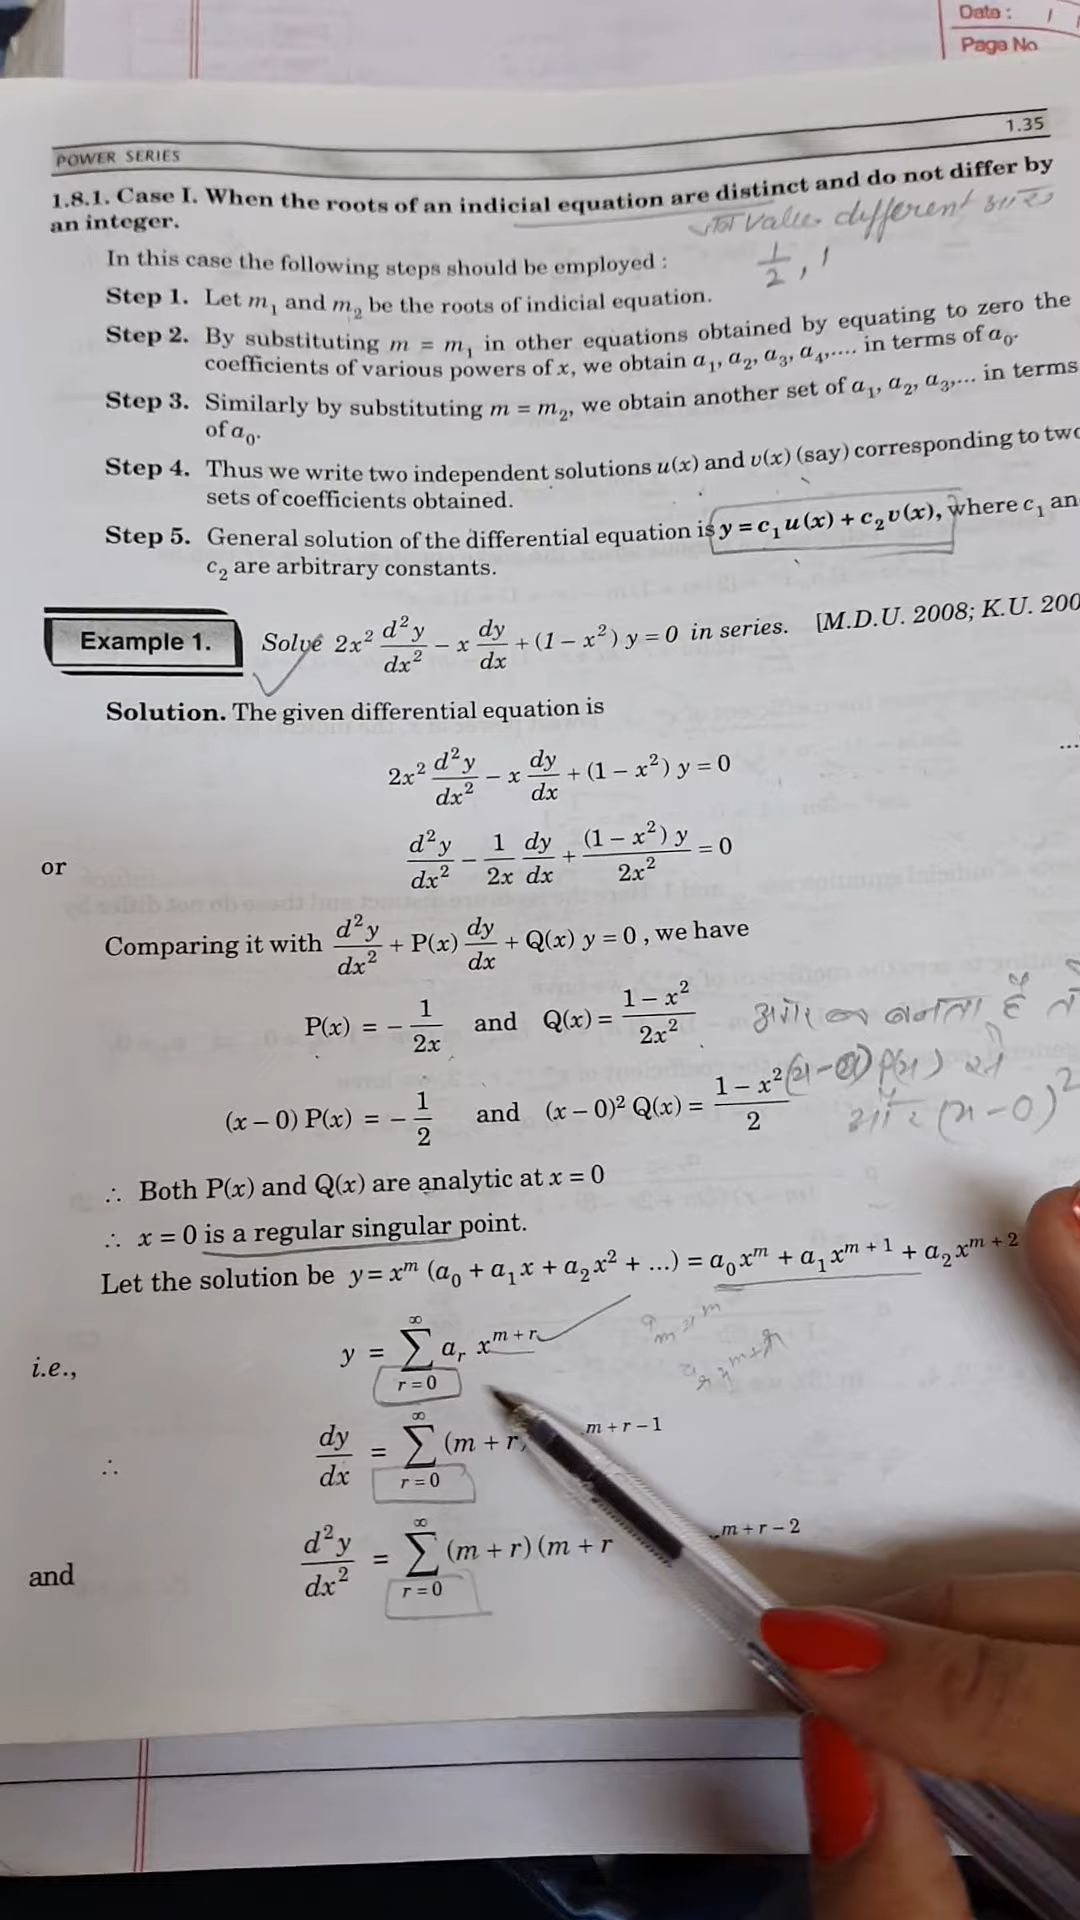 Date : / /
Page No
POWER SERIES
1.35
1.8.1. Case I. When the roots of an indicial equation are distinct and do not differ by
an integer.
value different
1/2, 1
In this case the following steps should be employed :
Step 1. Let m₁ and m₂ be the roots of indicial equation.
Step 2. By substituting m = m₁ in other equations obtained by equating to zero the
coefficients of various powers of x, we obtain a₁, a₂, a₃, a₄,.... in terms of a₀.
Step 3. Similarly by substituting m = m₂, we obtain another set of a₁, a₂, a₃,... in terms
of a₀.
Step 4. Thus we write two independent solutions u(x) and v(x) (say) corresponding to two
sets of coefficients obtained.
Step 5. General solution of the differential equation is y = c₁ u(x) + c₂ v(x), where c₁ an
c₂ are arbitrary constants.
Example 1. Solve 2x² d²y/dx² – x dy/dx + (1 – x²) y = 0 in series. [M.D.U. 2008; K.U. 200
Solution. The given differential equation is
2x² d²y/dx² – x dy/dx + (1 – x²) y = 0 ...
or d²y/dx² – 1/2x dy/dx + (1 – x²) y/2x² = 0
Comparing it with d²y/dx² + P(x) dy/dx + Q(x) y = 0 , we have
P(x) = – 1/2x and Q(x) = 1 – x²/2x²
बनता है
(x – 0) P(x) = – 1/2 and (x – 0)² Q(x) = 1 – x²/2
P(x)
और (x-0)²
∴ Both P(x) and Q(x) are analytic at x = 0
∴ x = 0 is a regular singular point.
Let the solution be y = xᵐ (a₀ + a₁x + a₂x² + ...) = a₀xᵐ + a₁xᵐ ⁺ ¹ + a₂xᵐ ⁺ ²
i.e., y = ∞∑r = 0 aᵣ xᵐ⁺ʳ
∴ dy/dx = ∞∑r = 0 (m + r) m + r – 1
and d²y/dx² = ∞∑r = 0 (m + r) (m + r m + r – 2